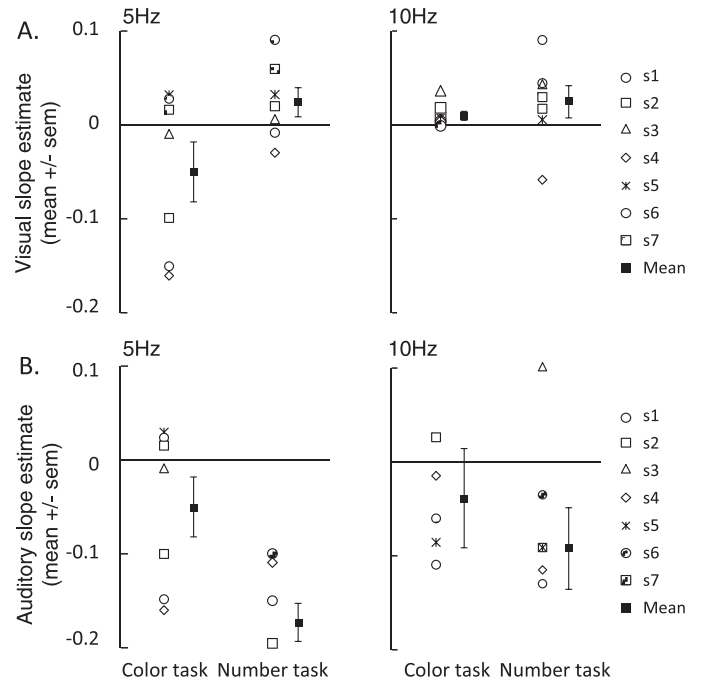 A.
5Hz
10Hz
0.1
0
-0.1
-0.2
Visual slope estimate
(mean +/- sem)
s1
s2
s3
s4
s5
s6
s7
Mean
B.
5Hz
10Hz
0.1
0
-0.1
-0.2
Auditory slope estimate
(mean +/- sem)
s1
s2
s3
s4
s5
s6
s7
Mean
Color task Number task
Color task Number task